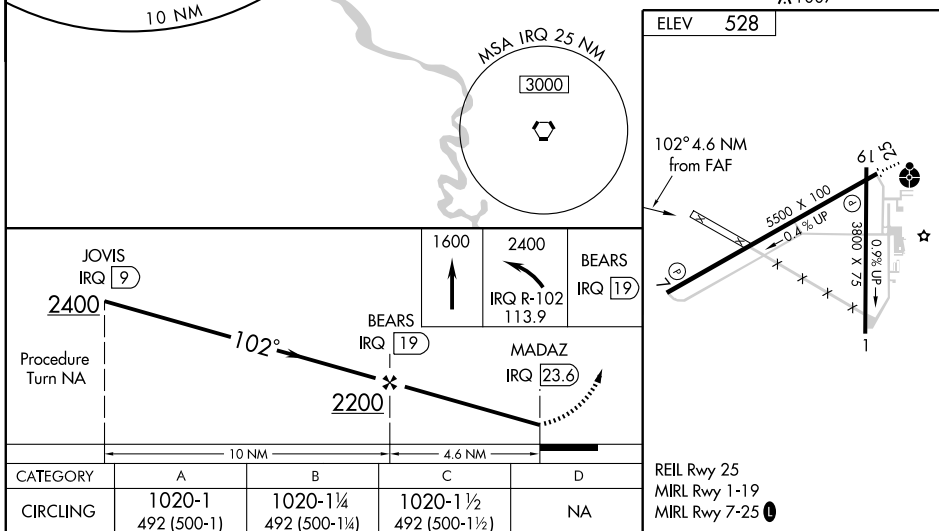 10 NM
MSA IRQ 25 NM
3000
ELEV 528
102° 4.6 NM
from FAF
19
25
5500 X 100
0.4% UP
P
3800 X 75
0.9% UP
P
7
1
JOVIS
IRQ 9
2400
102°
Procedure
Turn NA
BEARS
IRQ 19
2200
1600
2400
IRQ R-102
113.9
BEARS
IRQ 19
MADAZ
IRQ 23.6
10 NM
4.6 NM
CATEGORY A B C D
CIRCLING 1020-1 1020-1¼ 1020-1½ NA
492 (500-1) 492 (500-1¼) 492 (500-1½)
REIL Rwy 25
MIRL Rwy 1-19
MIRL Rwy 7-25 L